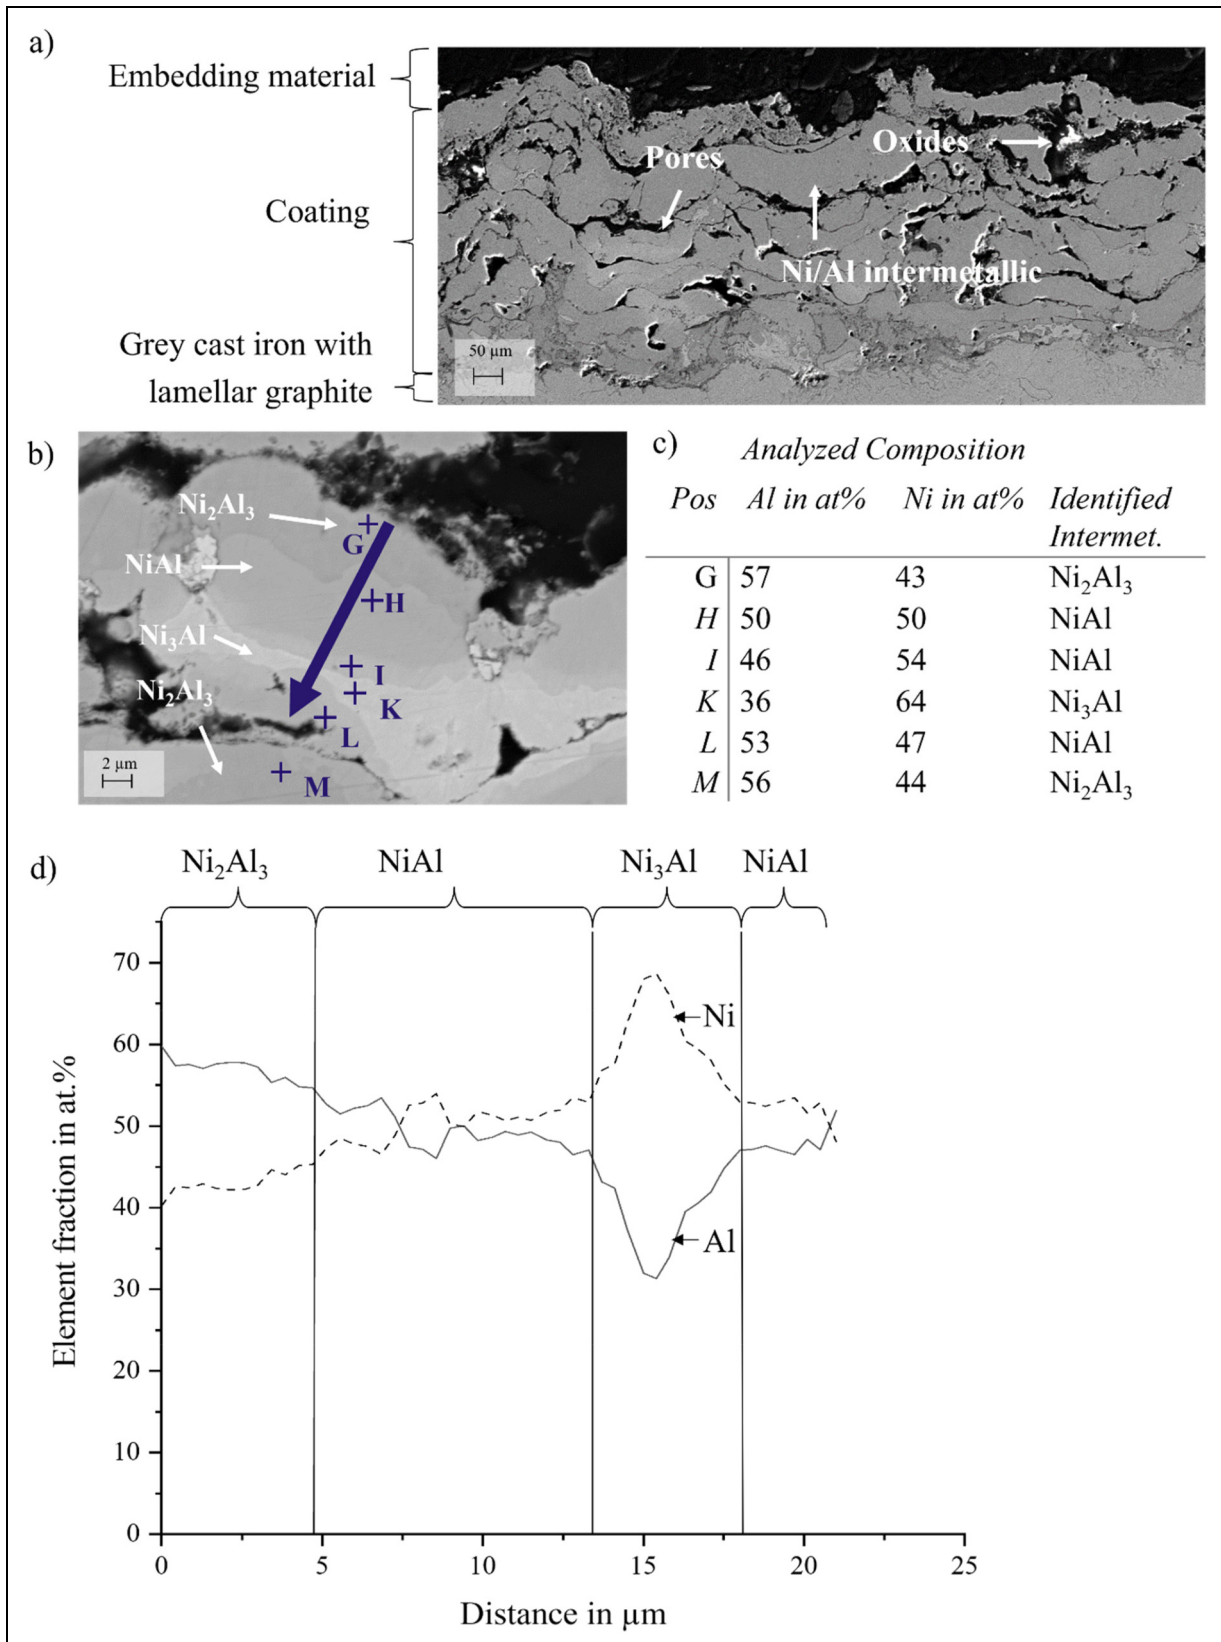 a)
Embedding material
Coating
Grey cast iron with
lamellar graphite
Pores
Oxides
Ni/Al intermetallic
50 µm
b)
Ni₂Al₃
NiAl
Ni₃Al
Ni₂Al₃
G
H
I
K
L
M
2 µm
c) Analyzed Composition
Pos Al in at% Ni in at% Identified
Intermet.
G 57 43 Ni₂Al₃
H 50 50 NiAl
I 46 54 NiAl
K 36 64 Ni₃Al
L 53 47 NiAl
M 56 44 Ni₂Al₃
d)
Ni₂Al₃ NiAl Ni₃Al NiAl
Element fraction in at.%
70
60
50
40
30
20
10
0
Ni
Al
0 5 10 15 20 25
Distance in µm